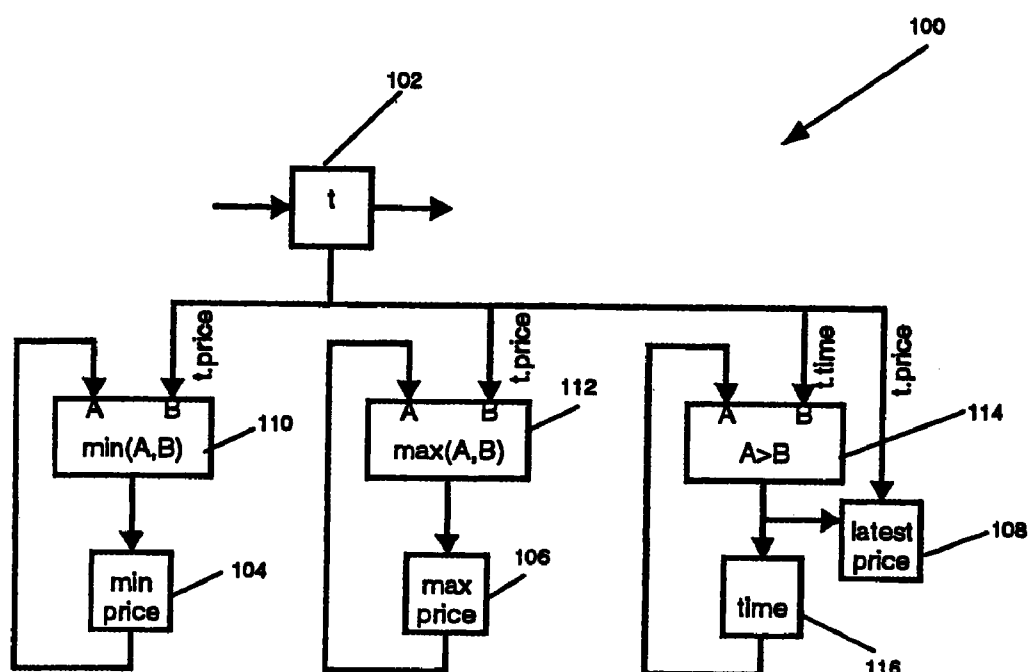 100
102
t
t.price
t.price
t.time
t.price
A B
min(A,B)
110
A B
max(A,B)
112
A B
A>B
114
min
price
104
max
price
106
time
116
latest
price
108